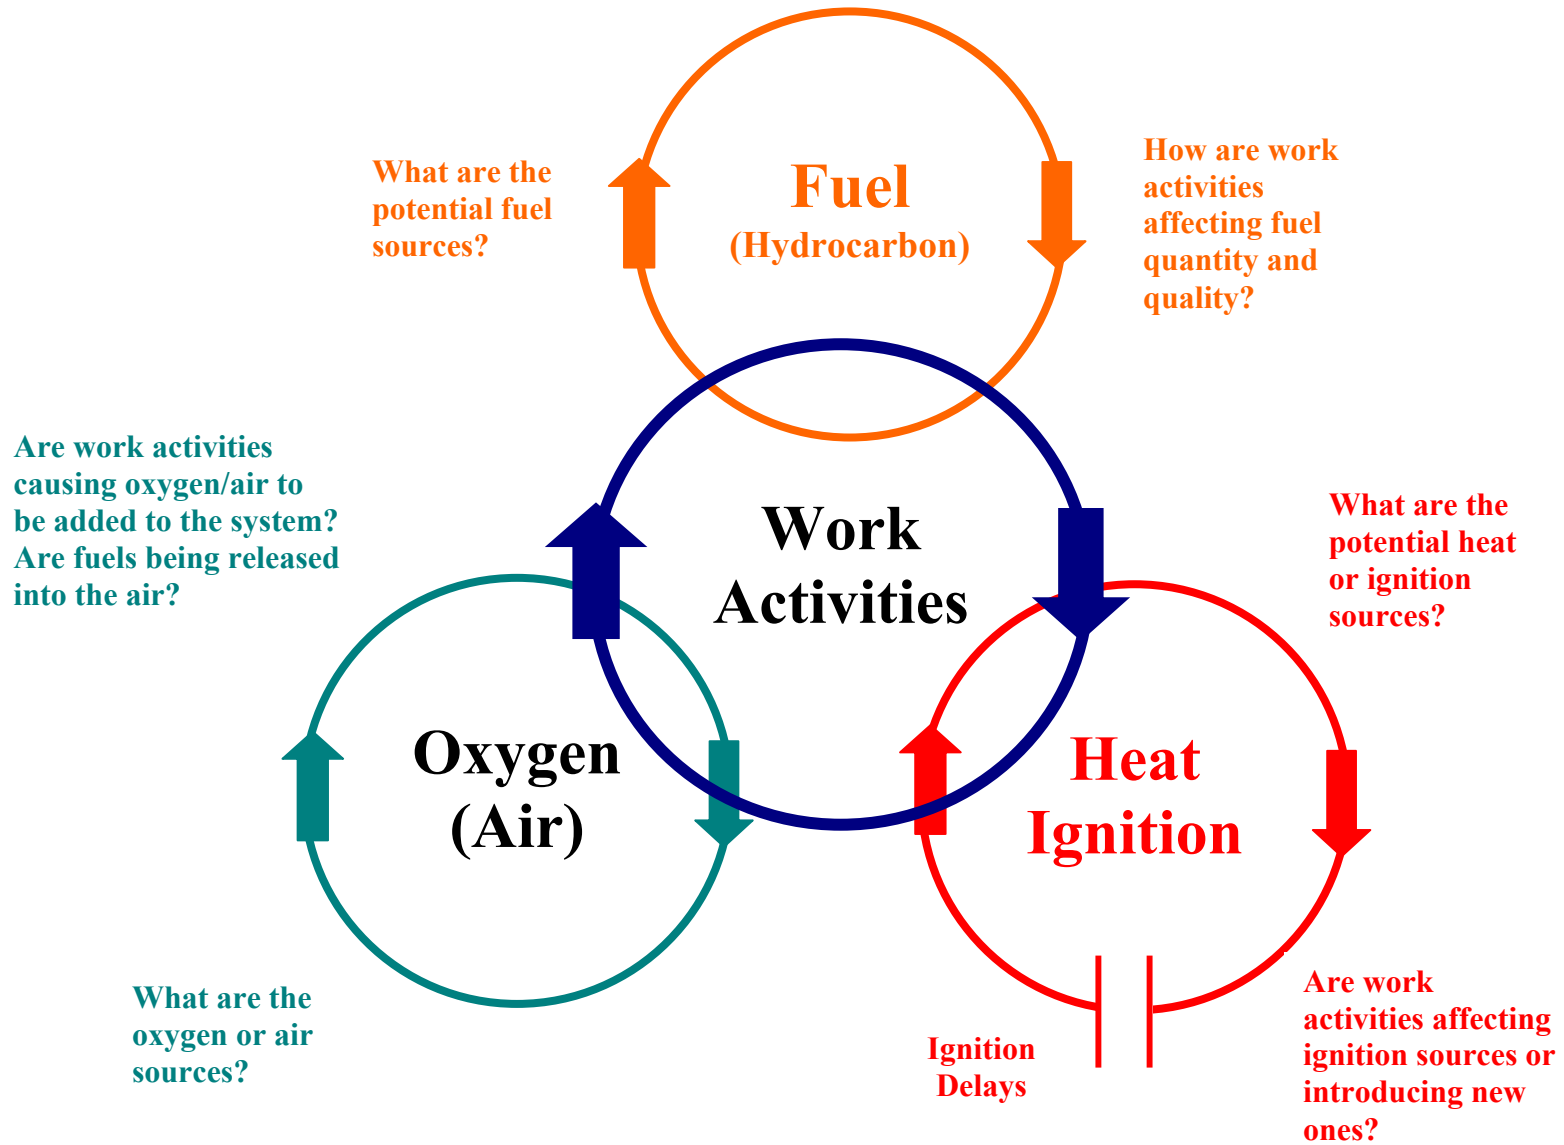 What are the
potential fuel
sources?
Fuel
(Hydrocarbon)
How are work
activities
affecting fuel
quantity and
quality?
Are work activities
causing oxygen/air to
be added to the system?
Are fuels being released
into the air?
Work
Activities
What are the
potential heat
or ignition
sources?
Oxygen
(Air)
Heat
Ignition
What are the
oxygen or air
sources?
Ignition
Delays
Are work
activities affecting
ignition sources or
introducing new
ones?